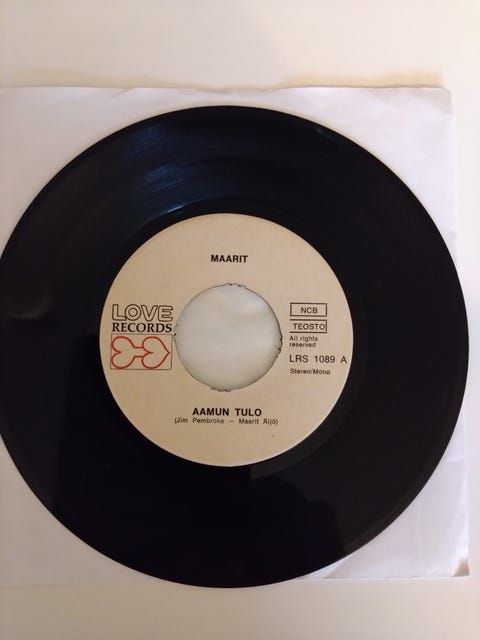 MAARIT
LOVE
RECORDS
NCB
TEOSTO
All rights
reserved
LRS 1089 A
Stereo/Mono
AAMUN TULO
(Jim Pembroke – Maarit Äijö)